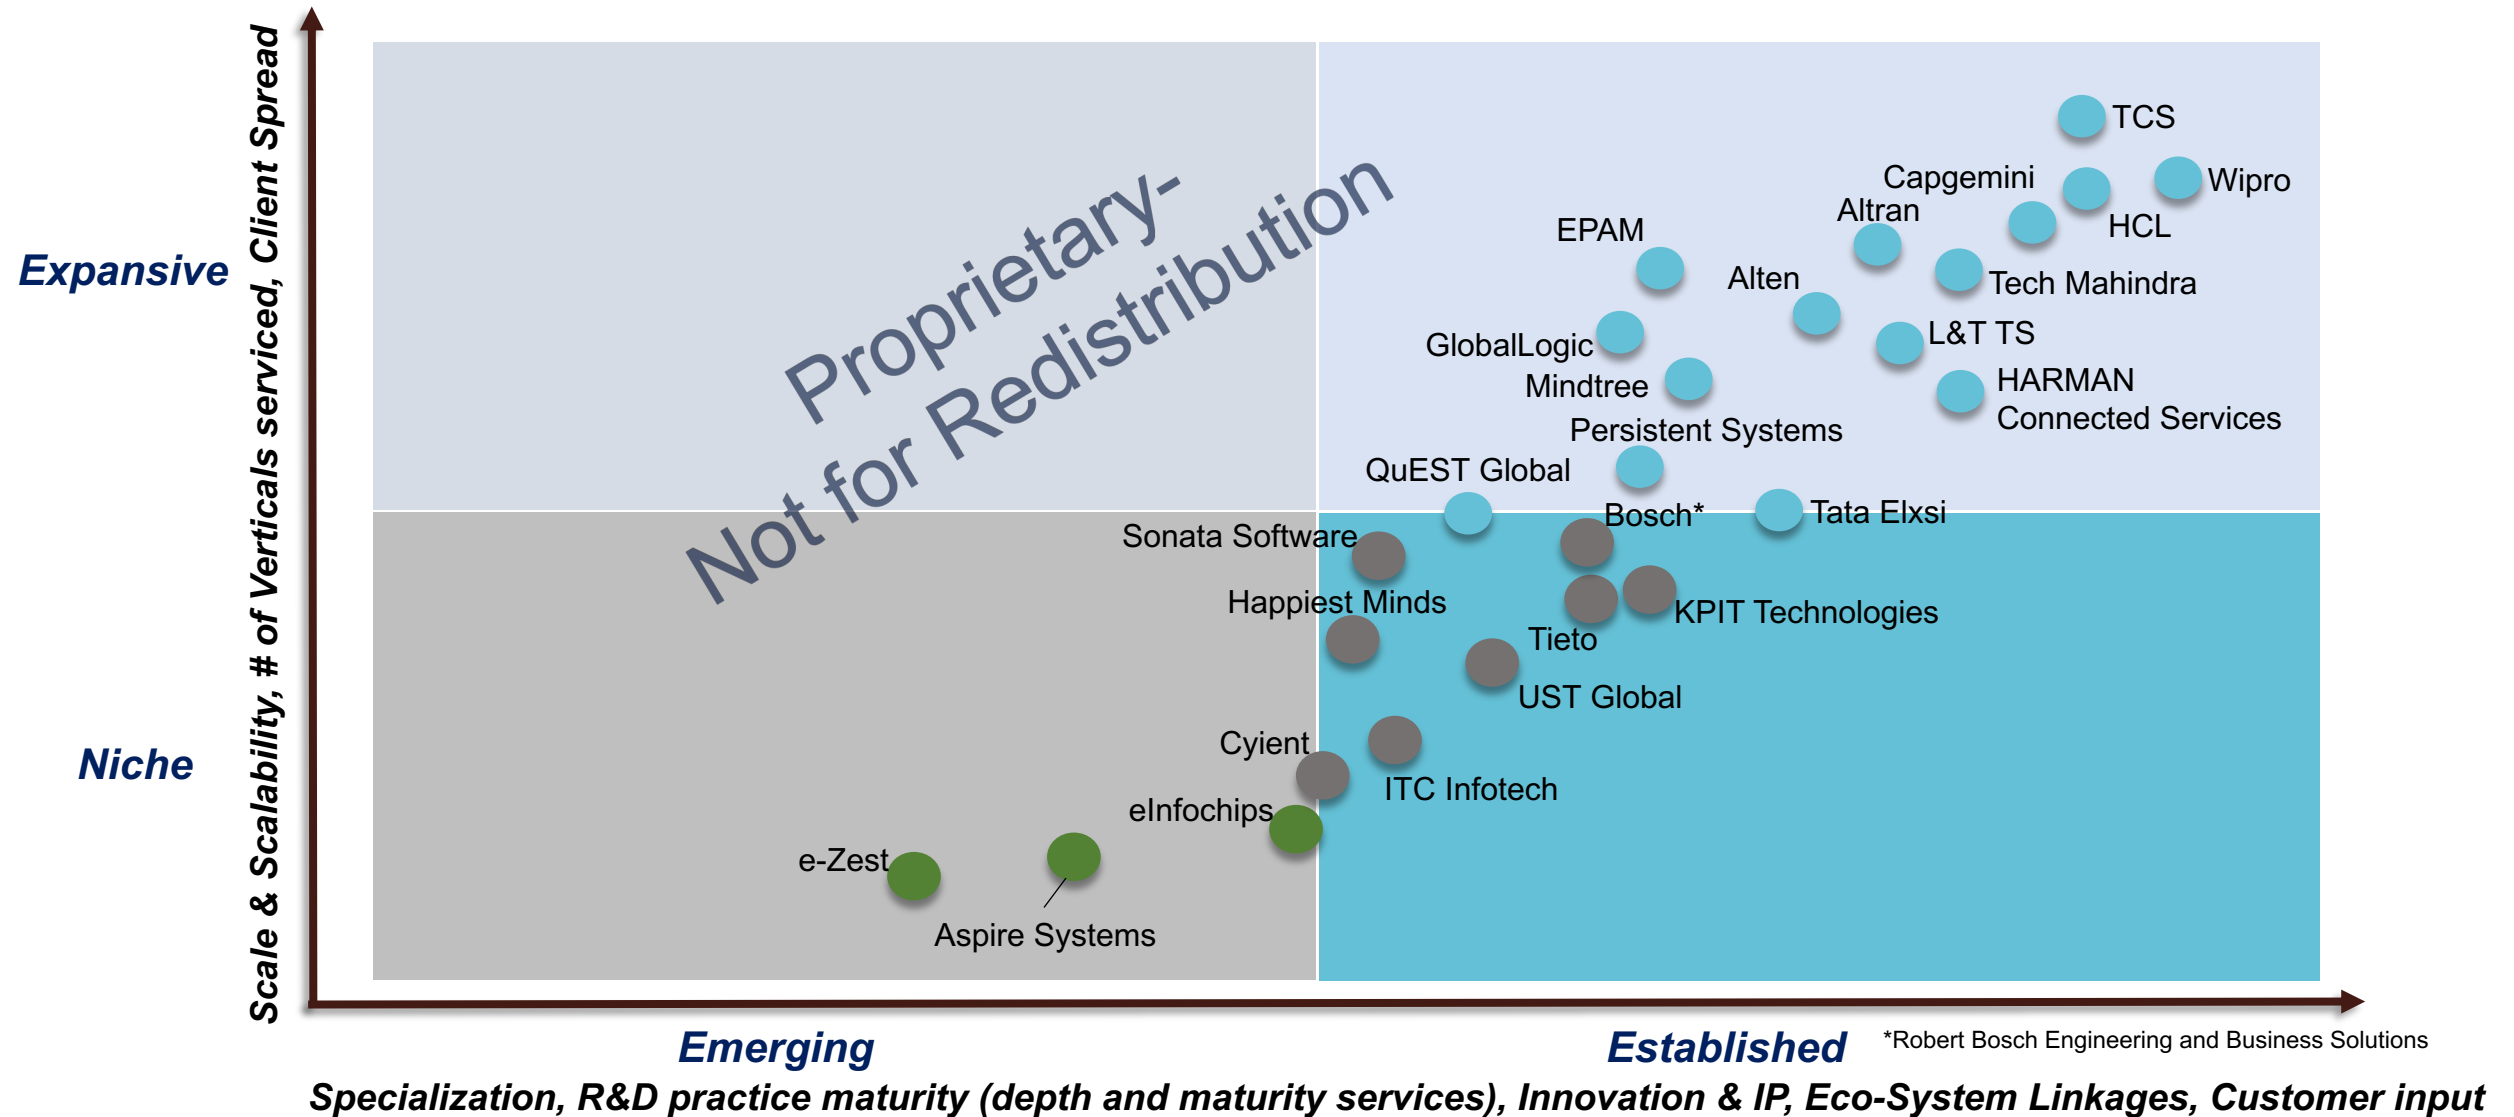 Scale & Scalability, # of Verticals serviced, Client Spread
Expansive
Niche
Proprietary-
Not for Redistribution
TCS
Capgemini
Wipro
Altran
HCL
EPAM
Alten
Tech Mahindra
GlobalLogic
L&T TS
Mindtree
HARMAN
Connected Services
Persistent Systems
QuEST Global
Bosch*
Tata Elxsi
Sonata Software
Happiest Minds
KPIT Technologies
Tieto
UST Global
Cyient
ITC Infotech
eInfochips
e-Zest
Aspire Systems
Emerging
Established
*Robert Bosch Engineering and Business Solutions
Specialization, R&D practice maturity (depth and maturity services), Innovation & IP, Eco-System Linkages, Customer input